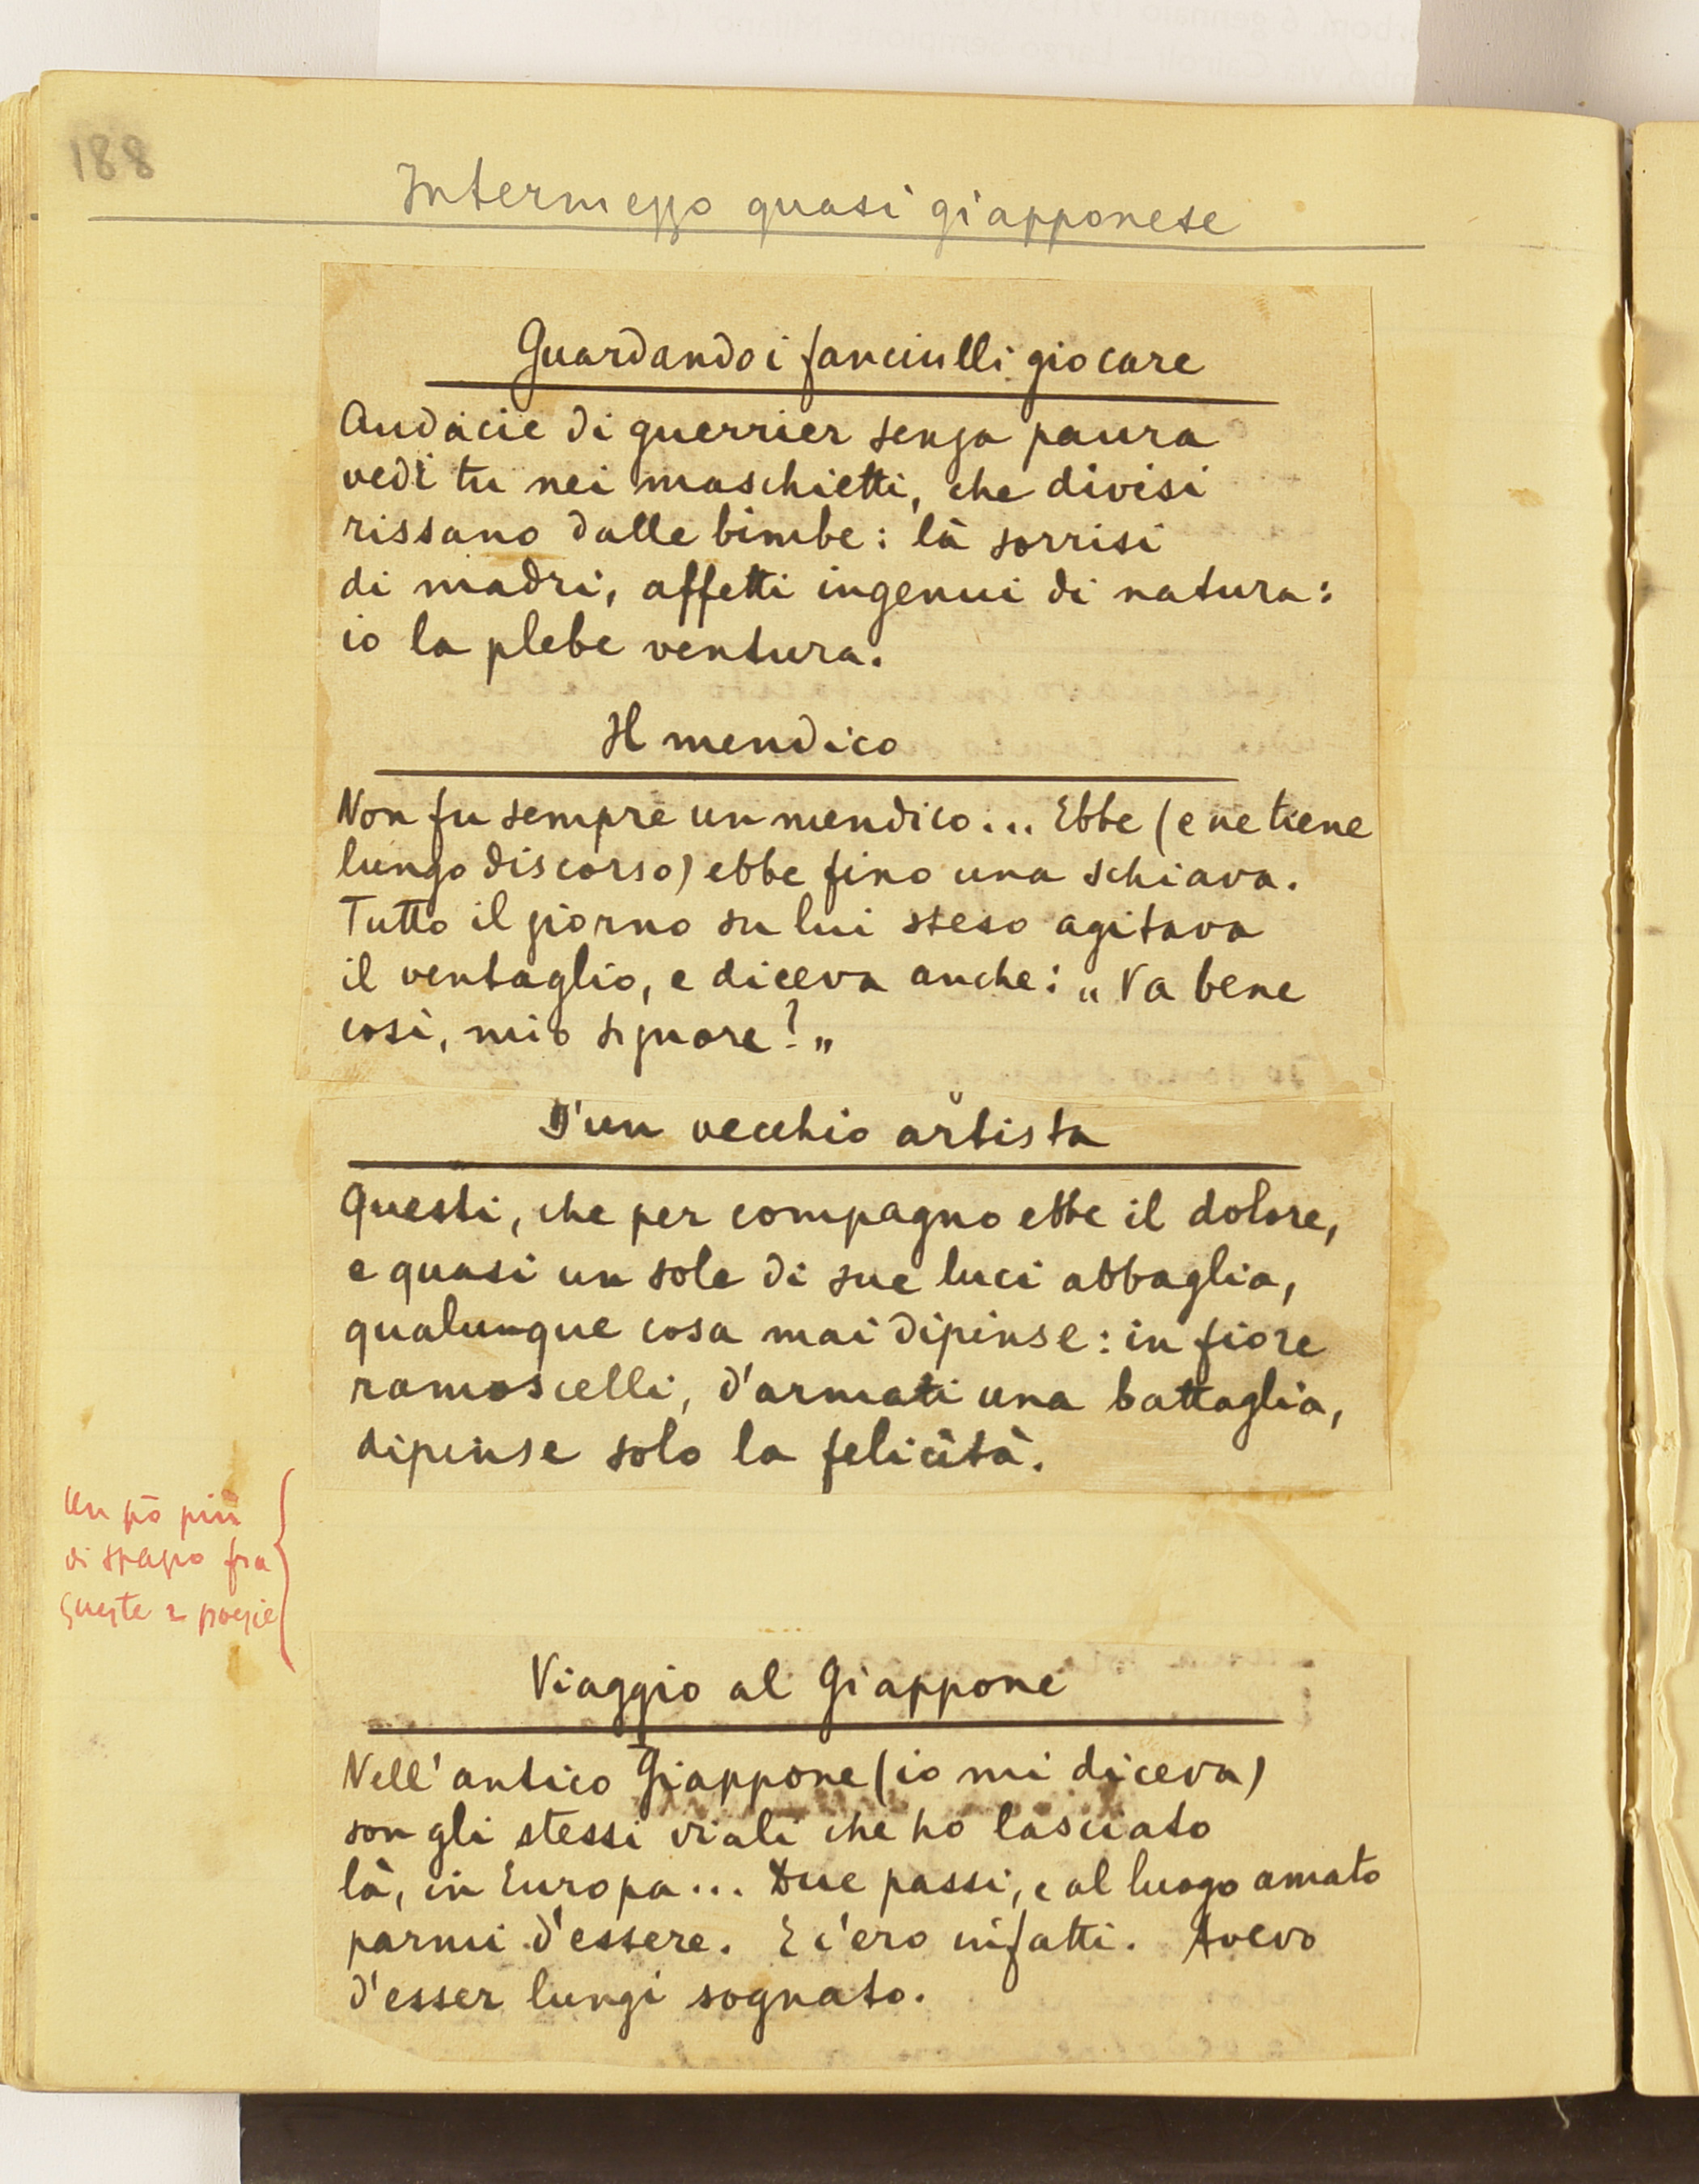 188
Intermezzo quasi giapponese
Guardando i fanciulli giocare
Audacie di guerrier senza paura
vedi tu nei maschietti, che divisi
rissano dalle bimbe: là sorrisi
di madri, affetti ingenui di natura:
io la plebe ventura.
Il mendico
Non fu sempre un mendico... Ebbe (e ne tiene
lungo discorso) ebbe fino una schiava.
Tutto il giorno su lui steso agitava
il ventaglio, e diceva anche: „Va bene
così, mio signore?„
D'un vecchio artista
Questi, che per compagno ebbe il dolore,
e quasi un sole di sue luci abbaglia,
qualunque cosa mai dipinse: in fiore
ramoscelli, d'armati una battaglia,
dipinse solo la felicità.
Un pò più
di spazio fra
queste 2 poesie
Viaggio al Giappone
Nell'antico Giappone (io mi diceva)
son gli stessi viali che ho lasciato
là, in Europa... Due passi, e al luogo amato
parmi d'essere. E c'ero infatti. Avevo
d'esser lungi sognato.